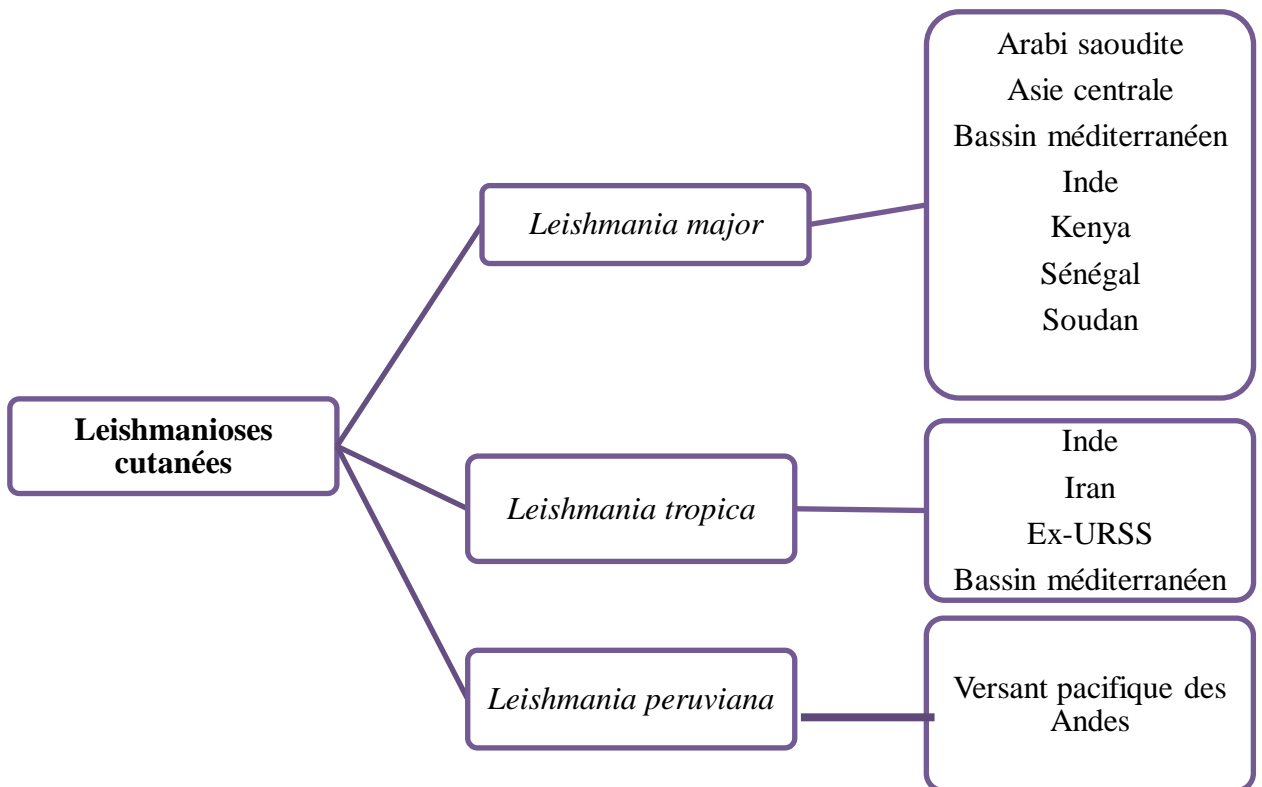 Leishmanioses
cutanées
Leishmania major
Arabi saoudite
Asie centrale
Bassin méditerranéen
Inde
Kenya
Sénégal
Soudan
Leishmania tropica
Inde
Iran
Ex-URSS
Bassin méditerranéen
Leishmania peruviana
Versant pacifique des
Andes